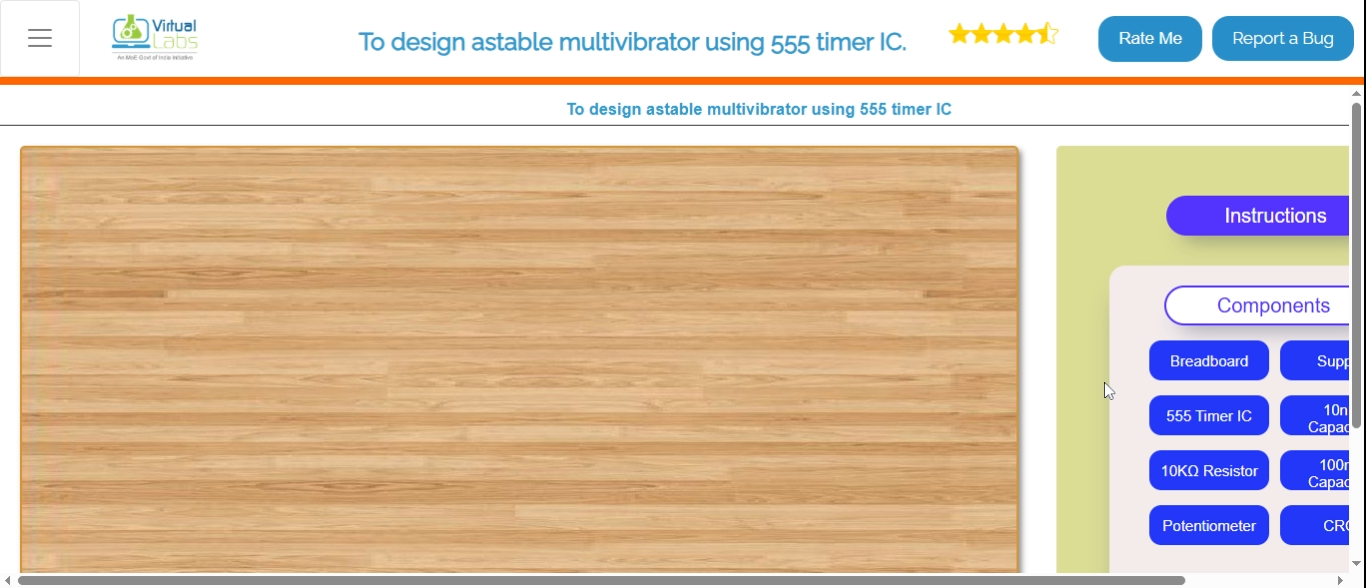 Virtual
Labs
An MoE Govt of India Initiative
To design astable multivibrator using 555 timer IC.
Rate Me
Report a Bug
To design astable multivibrator using 555 timer IC
Instructions
Components
Breadboard
Supp
555 Timer IC
10n
Capac
10KΩ Resistor
100n
Capac
Potentiometer
CRO